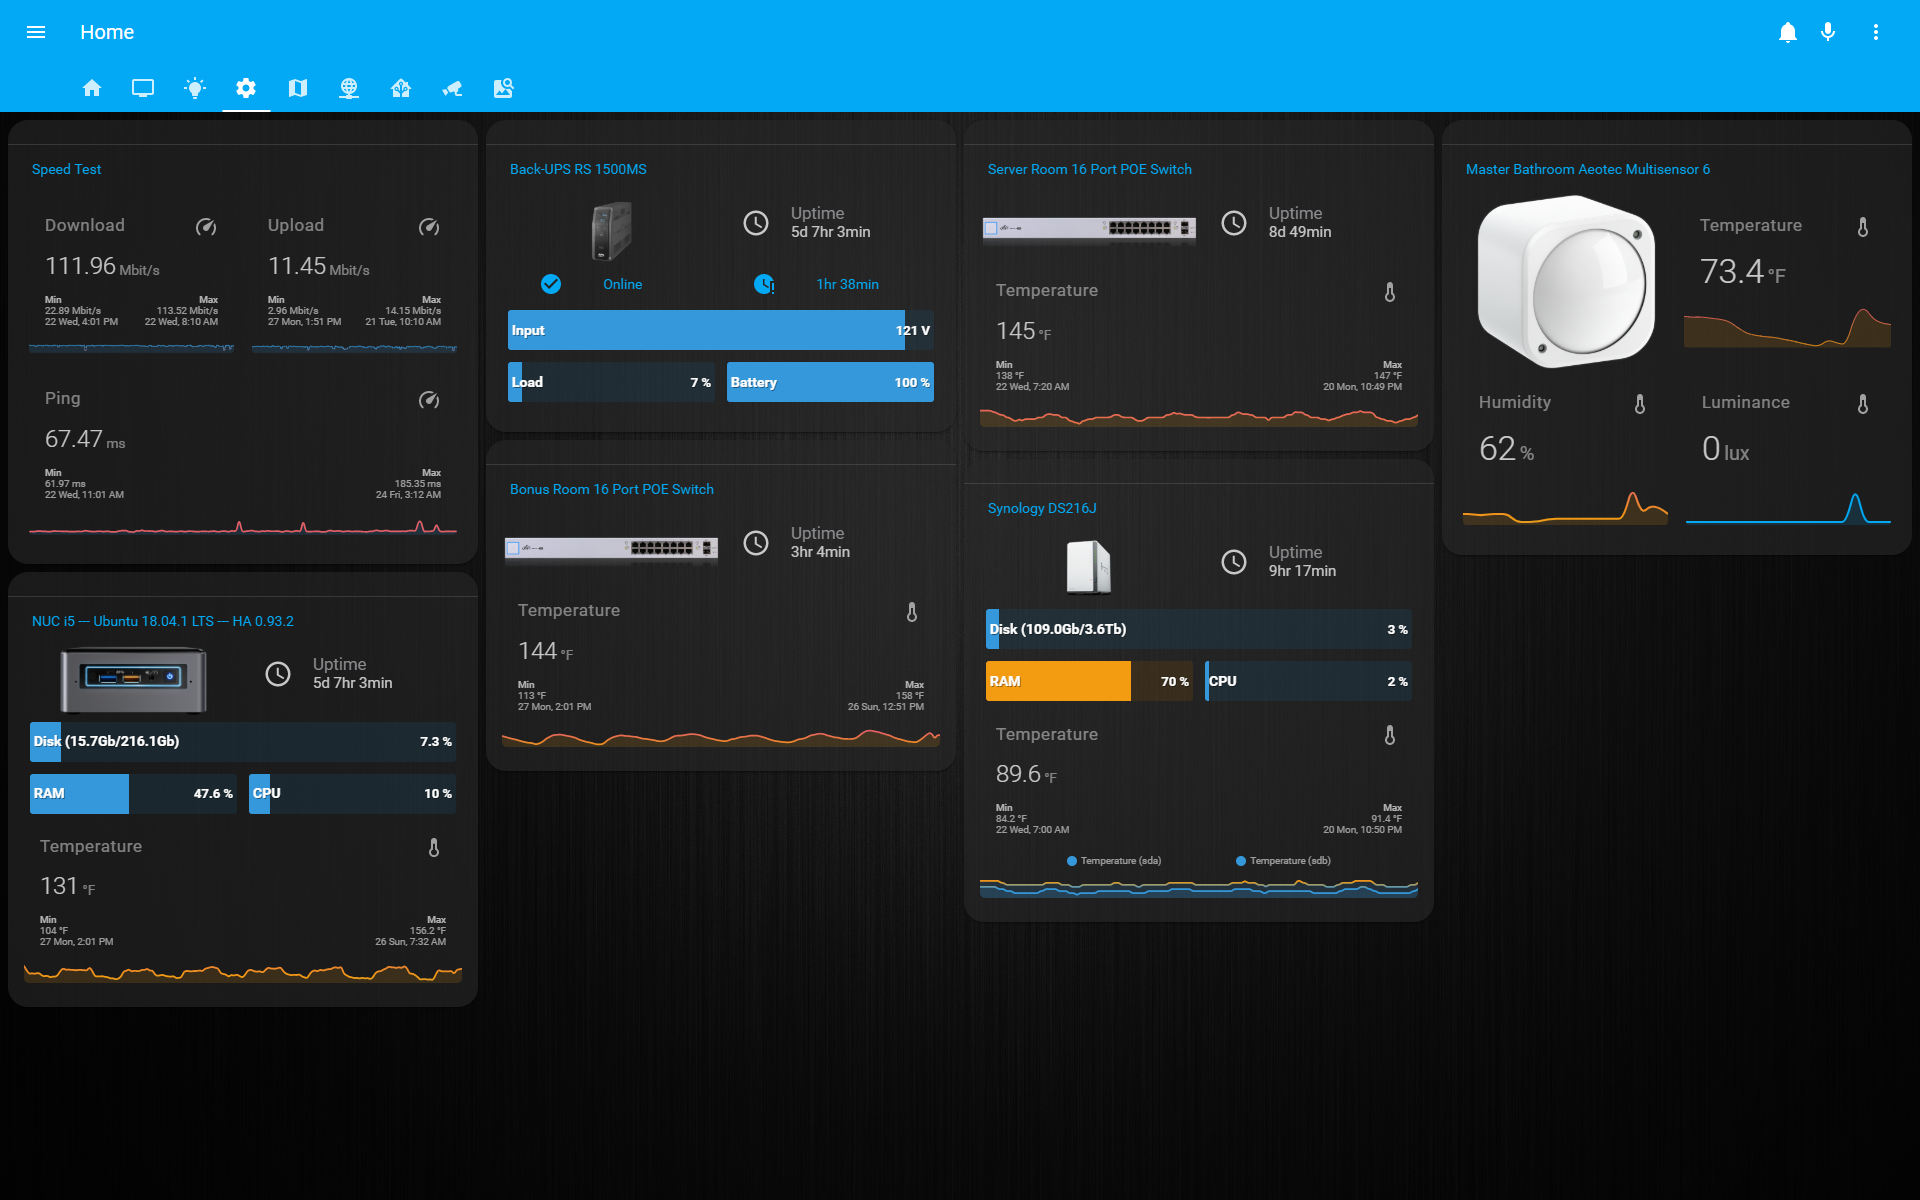 Home
Speed Test
Download
Upload
111.96 Mbit/s
11.45 Mbit/s
Min
Max
22.89 Mbit/s
113.52 Mbit/s
22 Wed, 4:01 PM
22 Wed, 8:10 AM
Min
Max
2.96 Mbit/s
14.15 Mbit/s
27 Mon, 1:51 PM
21 Tue, 10:10 AM
Ping
67.47 ms
Min
Max
61.97 ms
185.35 ms
22 Wed, 11:01 AM
24 Fri, 3:12 AM
NUC i5 — Ubuntu 18.04.1 LTS — HA 0.93.2
Uptime
5d 7hr 3min
Disk (15.7Gb/216.1Gb)
7.3 %
RAM
47.6 %
CPU
10 %
Temperature
131 °F
Min
Max
104 °F
156.2 °F
27 Mon, 2:01 PM
26 Sun, 7:32 AM
Back-UPS RS 1500MS
Uptime
5d 7hr 3min
Online
1hr 38min
Input
121 V
Load
7 %
Battery
100 %
Bonus Room 16 Port POE Switch
Uptime
3hr 4min
Temperature
144 °F
Min
Max
113 °F
158 °F
27 Mon, 2:01 PM
26 Sun, 12:51 PM
Server Room 16 Port POE Switch
Uptime
8d 49min
Temperature
145 °F
Min
Max
138 °F
147 °F
22 Wed, 7:20 AM
20 Mon, 10:49 PM
Synology DS216J
Uptime
9hr 17min
Disk (109.0Gb/3.6Tb)
3 %
RAM
70 %
CPU
2 %
Temperature
89.6 °F
Min
Max
84.2 °F
91.4 °F
22 Wed, 7:00 AM
20 Mon, 10:50 PM
Temperature (sda)
Temperature (sdb)
Master Bathroom Aeotec Multisensor 6
Temperature
73.4 °F
Humidity
62 %
Luminance
0 lux